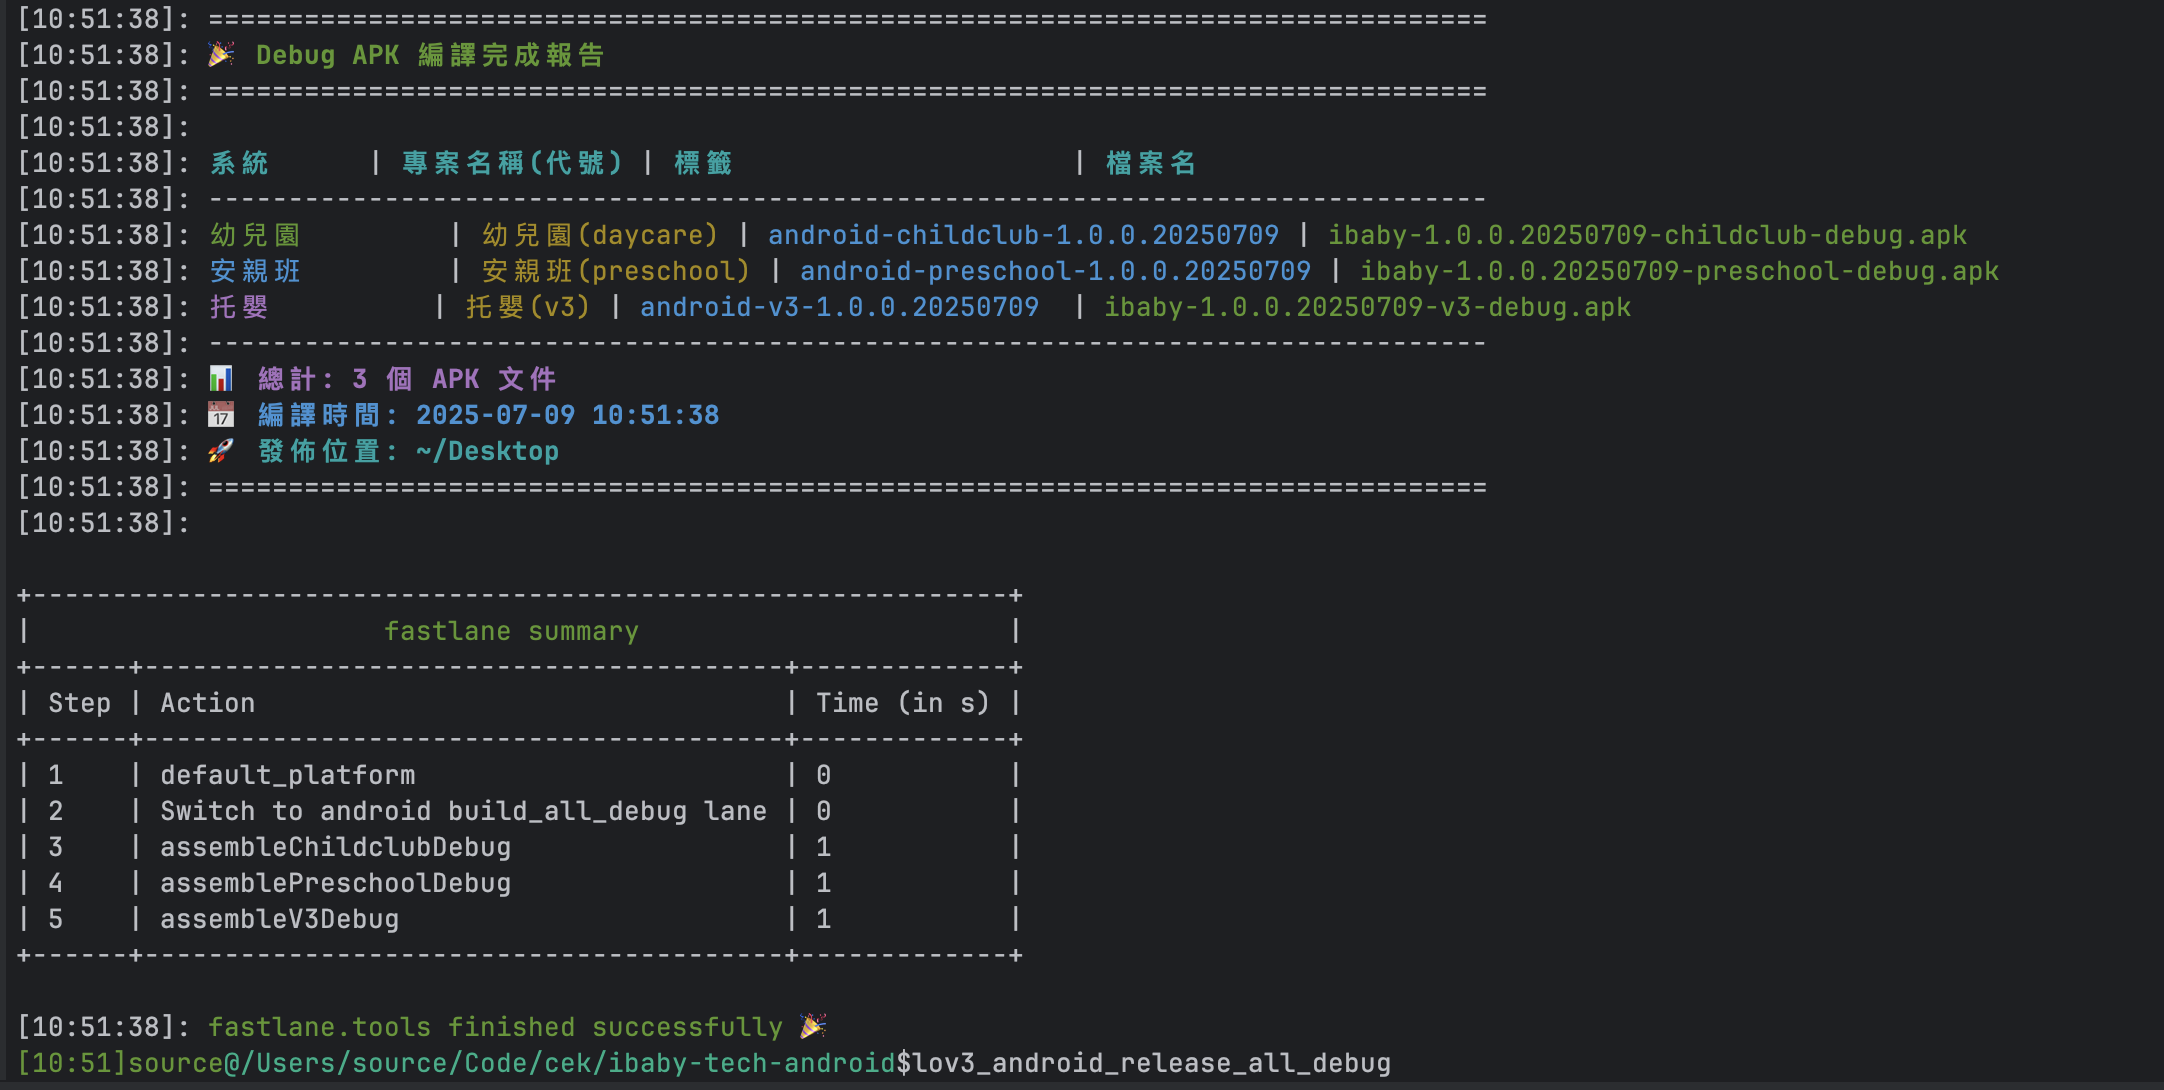 [10:51:38]: ================================================================================
[10:51:38]: 🎉 Debug APK 編譯完成報告
[10:51:38]: ================================================================================
[10:51:38]:
[10:51:38]: 系統      | 專案名稱(代號) | 標籤                     | 檔案名
[10:51:38]: --------------------------------------------------------------------------------
[10:51:38]: 幼兒園         | 幼兒園(daycare) | android-childclub-1.0.0.20250709 | ibaby-1.0.0.20250709-childclub-debug.apk
[10:51:38]: 安親班         | 安親班(preschool) | android-preschool-1.0.0.20250709 | ibaby-1.0.0.20250709-preschool-debug.apk
[10:51:38]: 托嬰          | 托嬰(v3) | android-v3-1.0.0.20250709  | ibaby-1.0.0.20250709-v3-debug.apk
[10:51:38]: --------------------------------------------------------------------------------
[10:51:38]: 📊 總計: 3 個 APK 文件
[10:51:38]: 📅 編譯時間: 2025-07-09 10:51:38
[10:51:38]: 🚀 發佈位置: ~/Desktop
[10:51:38]: ================================================================================
[10:51:38]:
+-------------------------------------------------------------+
|                      fastlane summary                       |
+------+----------------------------------------+-------------+
| Step | Action                                 | Time (in s) |
+------+----------------------------------------+-------------+
| 1    | default_platform                       | 0           |
| 2    | Switch to android build_all_debug lane | 0           |
| 3    | assembleChildclubDebug                 | 1           |
| 4    | assemblePreschoolDebug                 | 1           |
| 5    | assembleV3Debug                        | 1           |
+------+----------------------------------------+-------------+
[10:51:38]: fastlane.tools finished successfully 🎉
[10:51]source@/Users/source/Code/cek/ibaby-tech-android$lov3_android_release_all_debug